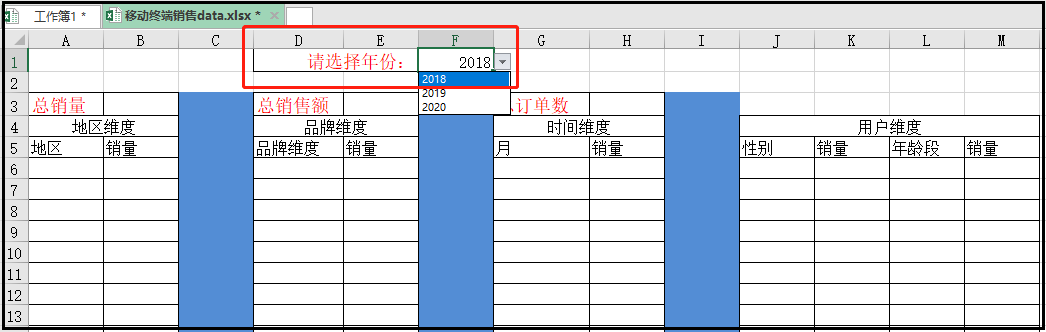 工作簿1 *
移动终端销售data.xlsx *
A B C D E F G H I J K L M
1 请选择年份： 2018
2018
2 2019
2020
3 总销量 总销售额 订单数
4 地区维度 品牌维度 时间维度 用户维度
5 地区 销量 品牌维度 销量 月 销量 性别 销量 年龄段 销量
6
7
8
9
10
11
12
13